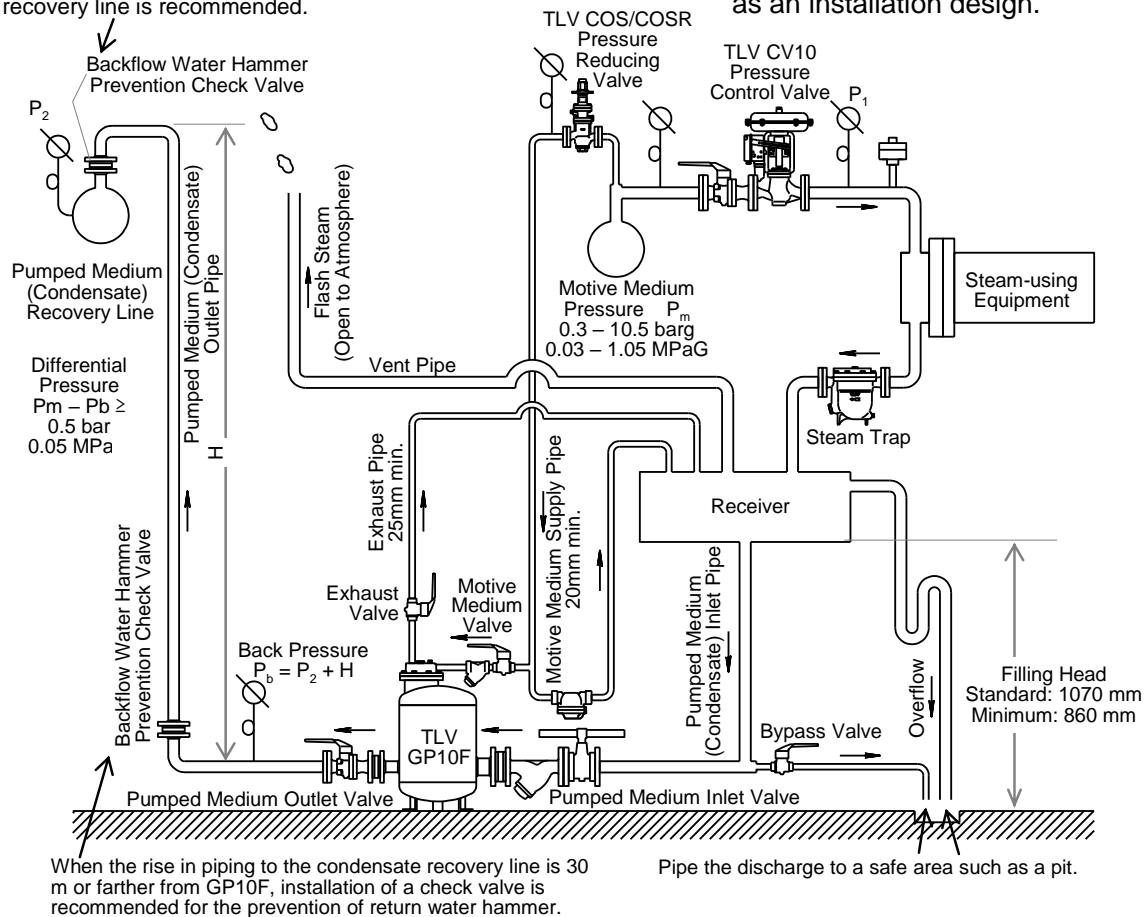 recovery line is recommended.
as an installation design.
TLV COS/COSR
Pressure
Reducing
Valve
TLV CV10
Pressure
Control Valve
Backflow Water Hammer
Prevention Check Valve
P2
P1
Pumped Medium
(Condensate)
Recovery Line
Pumped Medium (Condensate)
Outlet Pipe
Flash Steam
(Open to Atmosphere)
Motive Medium
Pressure Pm
0.3 – 10.5 barg
0.03 – 1.05 MPaG
Steam-using
Equipment
Differential
Pressure
Pm – Pb ≥
0.5 bar
0.05 MPa
H
Vent Pipe
Steam Trap
Exhaust Pipe
25mm min.
Motive Medium Supply Pipe
20mm min.
Receiver
Backflow Water Hammer
Prevention Check Valve
Exhaust
Valve
Motive
Medium
Valve
Pumped Medium
(Condensate) Inlet Pipe
Overflow
Filling Head
Standard: 1070 mm
Minimum: 860 mm
Back Pressure
Pb = P2 + H
TLV
GP10F
Bypass Valve
Pumped Medium Outlet Valve
Pumped Medium Inlet Valve
When the rise in piping to the condensate recovery line is 30
m or farther from GP10F, installation of a check valve is
recommended for the prevention of return water hammer.
Pipe the discharge to a safe area such as a pit.